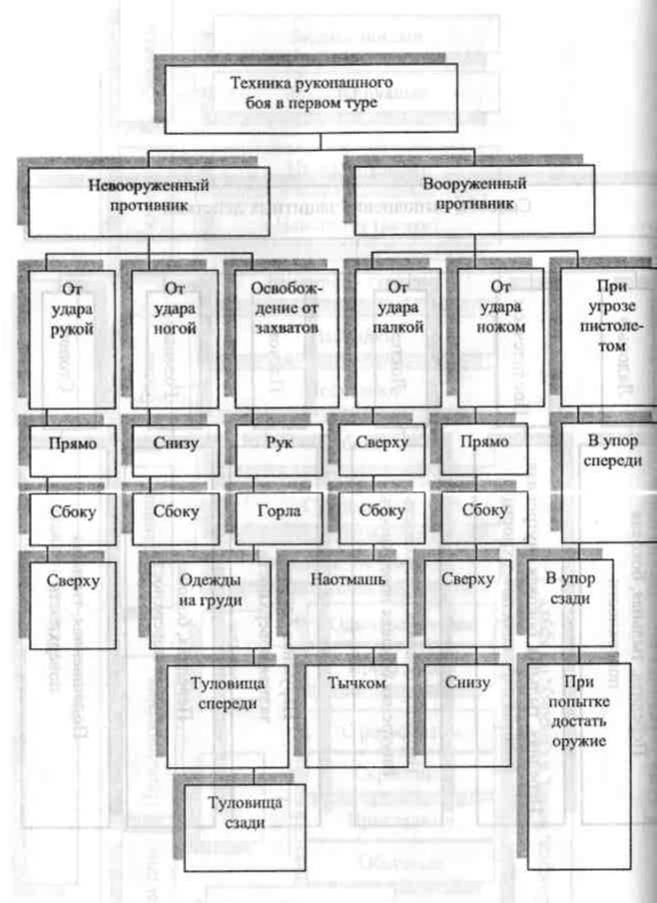 Техника рукопашного
боя в первом туре
Невооруженный
противник
Вооруженный
противник
От
удара
рукой
От
удара
ногой
Освобож-
дение от
захватов
От
удара
палкой
От
удара
ножом
При
угрозе
пистоле-
том
Прямо
Снизу
Рук
Сверху
Прямо
В упор
спереди
Сбоку
Сбоку
Горла
Сбоку
Сбоку
Сверху
Одежды
на груди
Наотмашь
Сверху
В упор
сзади
Туловища
спереди
Тычком
Снизу
При
попытке
достать
оружие
Туловища
сзади